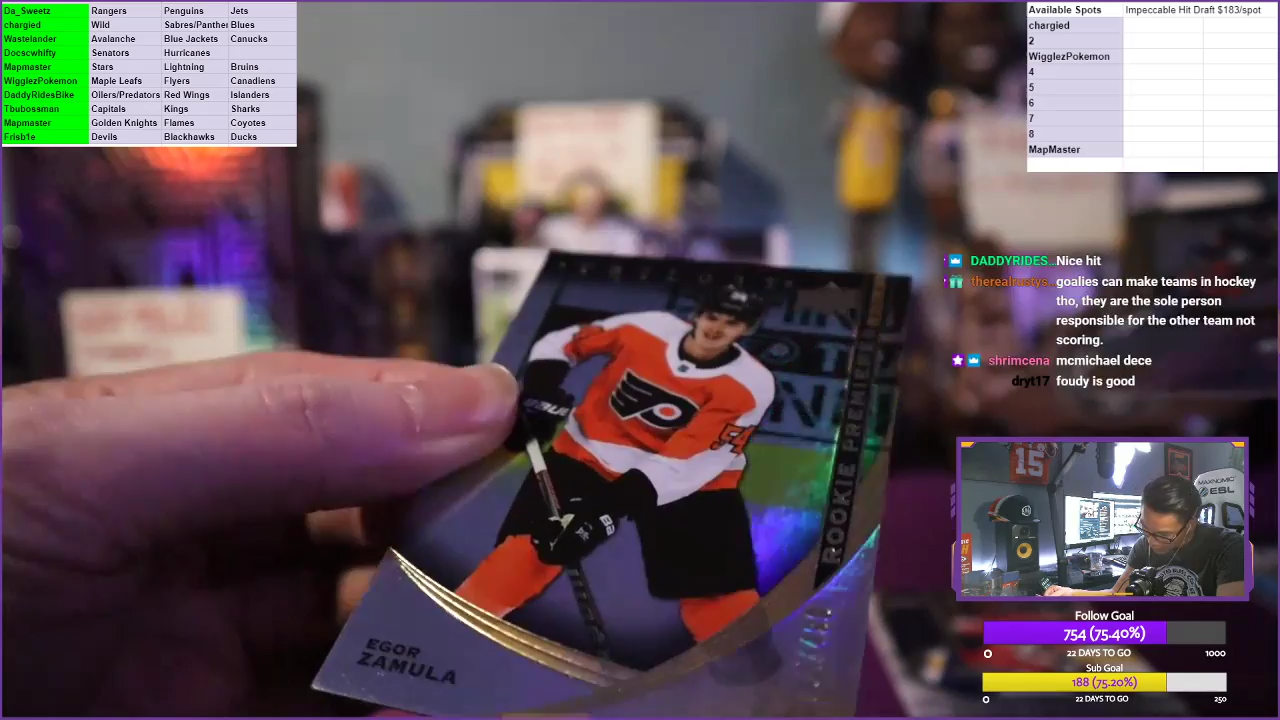 Da_Sweetz Rangers Penguins Jets
chargied Wild Sabres/Panther Blues
Wastelander Avalanche Blue Jackets Canucks
Docscwhifty Senators Hurricanes
Mapmaster Stars Lightning Bruins
WigglezPokemon Maple Leafs Flyers Canadiens
DaddyRidesBike Oilers/Predators Red Wings Islanders
Tbubossman Capitals Kings Sharks
Mapmaster Golden Knights Flames Coyotes
Frisb1e Devils Blackhawks Ducks
Available Spots Impeccable Hit Draft $183/spot
chargied
2
WigglezPokemon
4
5
6
7
8
MapMaster
DADDYRIDES... Nice hit
therealrustys... goalies can make teams in hockey
tho, they are the sole person
responsible for the other team not
scoring.
shrimcena mcmichael dece
dryt17 foudy is good
54
ROOKIE PREMIERE
EGOR
ZAMULA
15
MAXNOMIC
ESL
Follow Goal
754 (75.40%)
0 22 DAYS TO GO 1000
Sub Goal
188 (75.20%)
0 22 DAYS TO GO 250